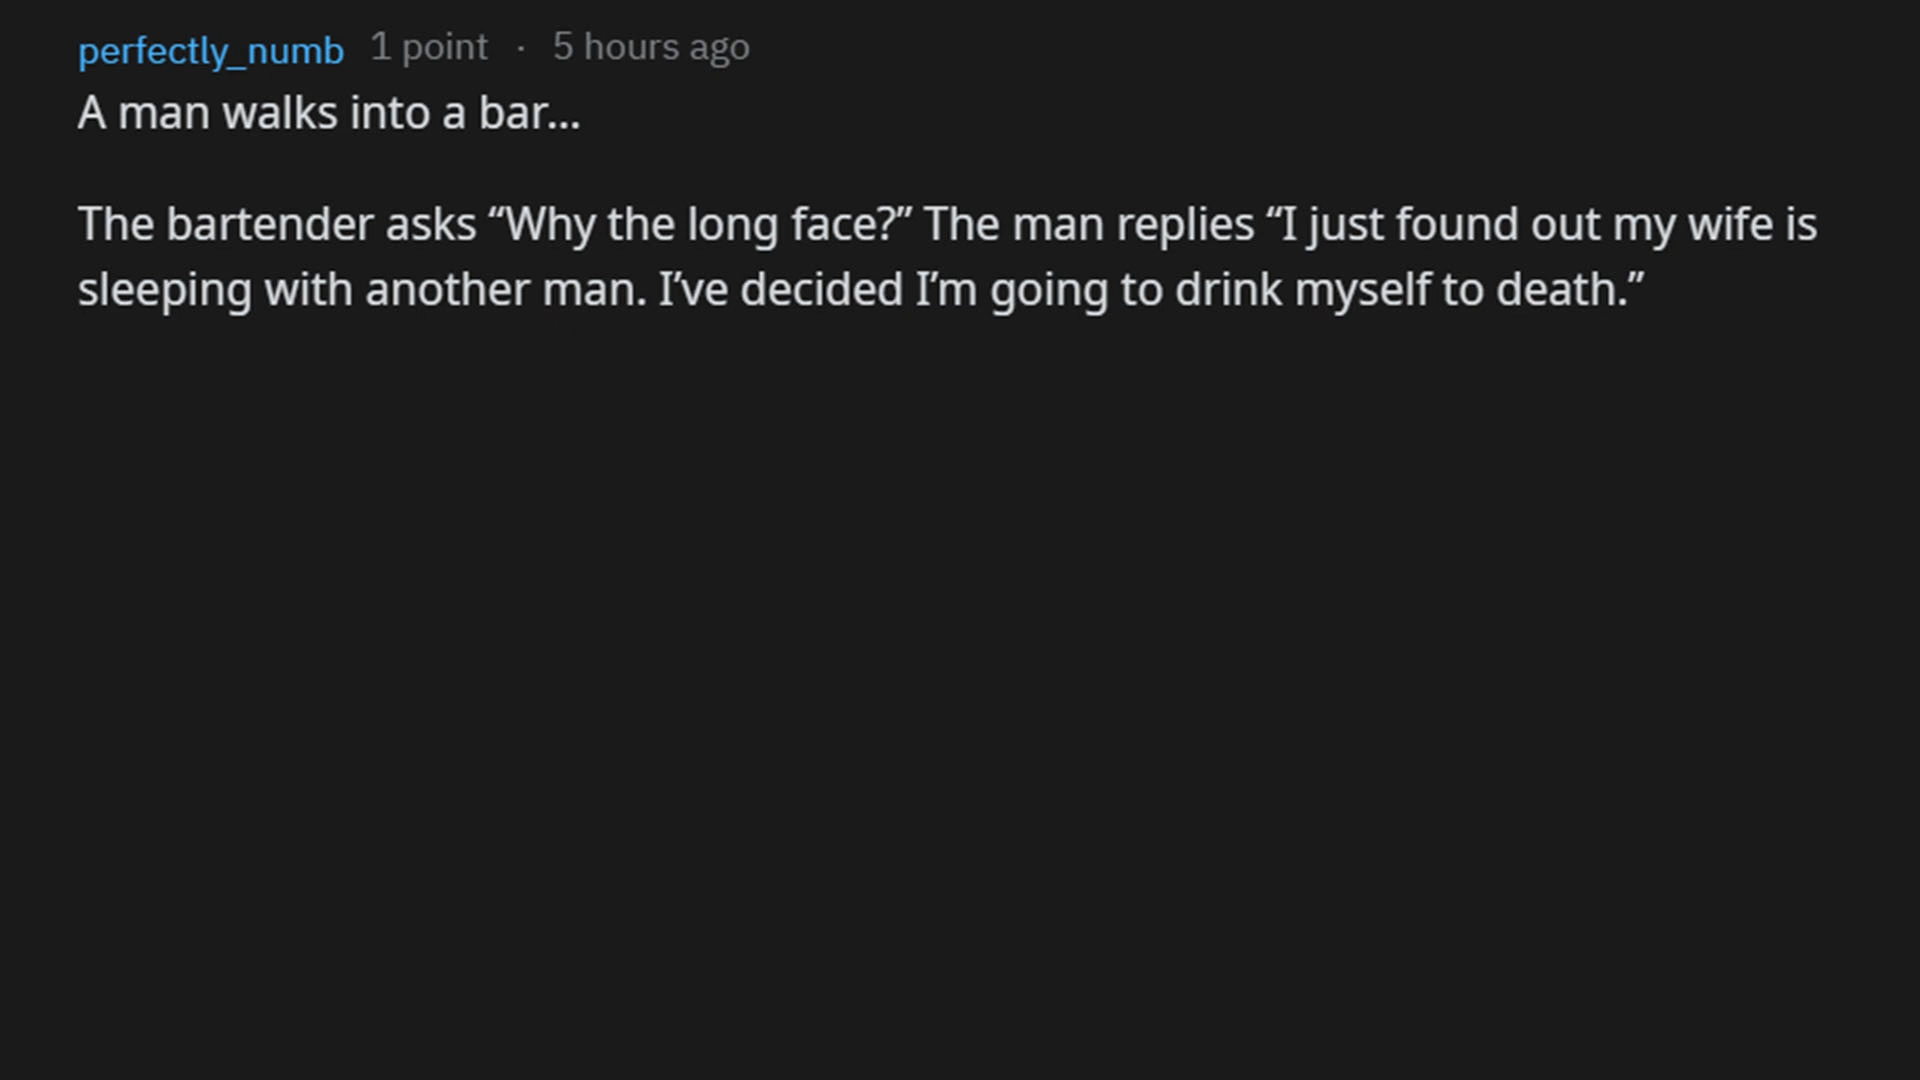 perfectly_numb 1 point · 5 hours ago
A man walks into a bar...
The bartender asks “Why the long face?” The man replies “I just found out my wife is
sleeping with another man. I’ve decided I’m going to drink myself to death.”